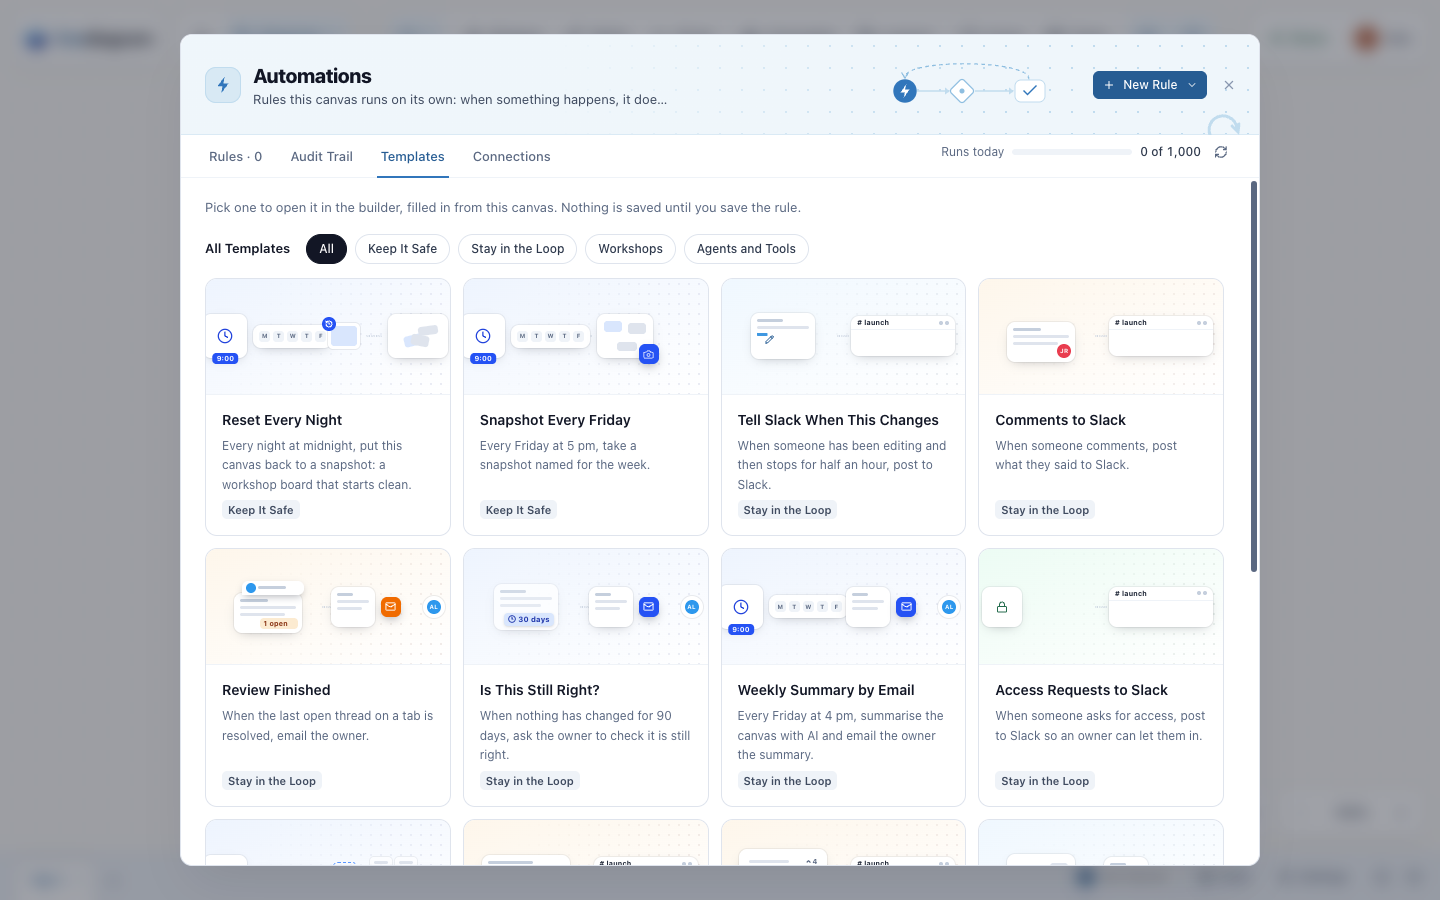 Automations
Rules this canvas runs on its own: when something happens, it doe...
New Rule
Rules · 0
Audit Trail
Templates
Connections
Runs today
0 of 1,000
Pick one to open it in the builder, filled in from this canvas. Nothing is saved until you save the rule.
All Templates
All
Keep It Safe
Stay in the Loop
Workshops
Agents and Tools
M T W T F
9:00
Reset Every Night
Every night at midnight, put this
canvas back to a snapshot: a
workshop board that starts clean.
Keep It Safe
M T W T F
9:00
Snapshot Every Friday
Every Friday at 5 pm, take a
snapshot named for the week.
Keep It Safe
# launch
Tell Slack When This Changes
When someone has been editing and
then stops for half an hour, post to
Slack.
Stay in the Loop
# launch
JR
Comments to Slack
When someone comments, post
what they said to Slack.
Stay in the Loop
1 open
AL
Review Finished
When the last open thread on a tab is
resolved, email the owner.
Stay in the Loop
30 days
AL
Is This Still Right?
When nothing has changed for 90
days, ask the owner to check it is still
right.
Stay in the Loop
M T W T F
9:00
AL
Weekly Summary by Email
Every Friday at 4 pm, summarise the
canvas with AI and email the owner
the summary.
Stay in the Loop
# launch
Access Requests to Slack
When someone asks for access, post
to Slack so an owner can let them in.
Stay in the Loop
# launch
4
# launch